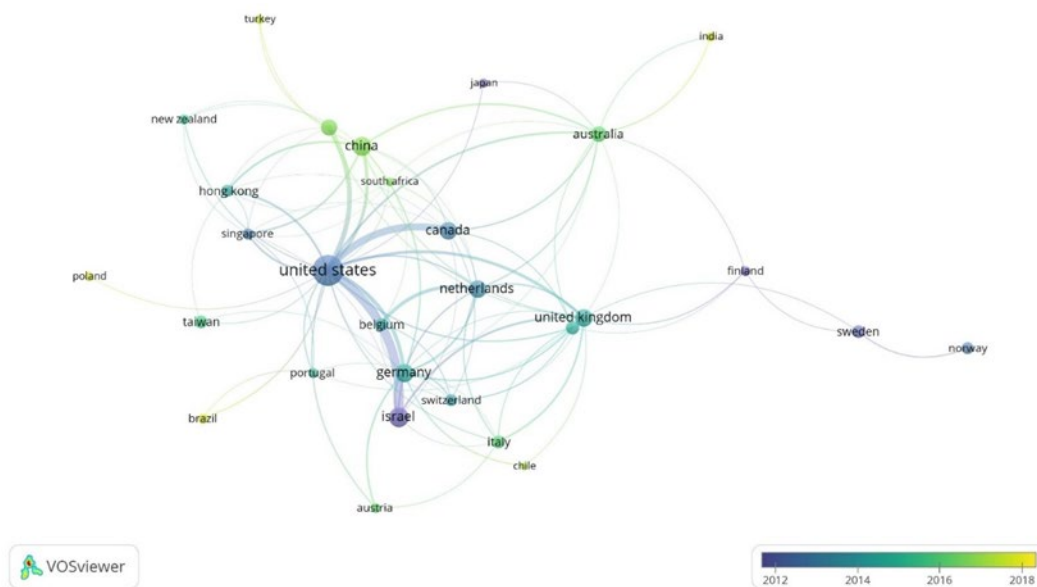 turkey
india
japan
new zealand
australia
china
south africa
hong kong
canada
singapore
united states
finland
poland
netherlands
united kingdom
taiwan
belgium
sweden
norway
portugal
germany
switzerland
brazil
israel
italy
chile
austria
VOSviewer
2012 2014 2016 2018